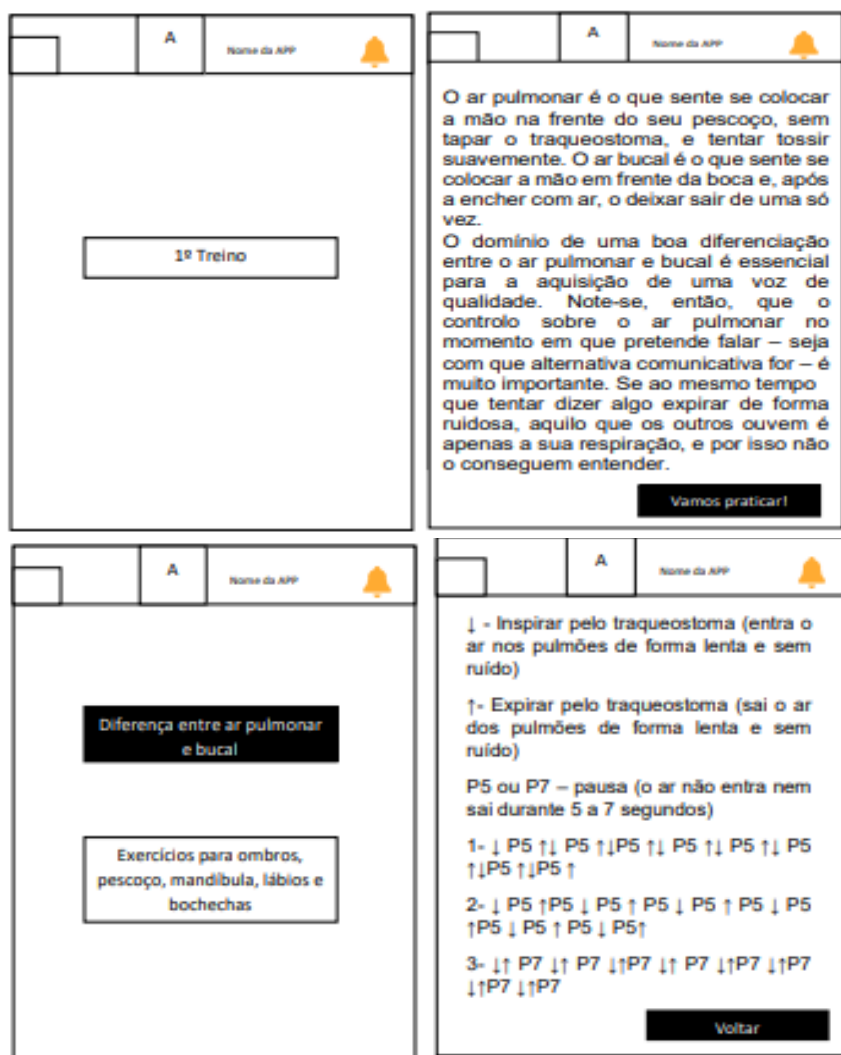 A
Nome da APP
1º Treino
A
Nome da APP
O ar pulmonar é o que sente se colocar
a mão na frente do seu pescoço, sem
tapar o traqueostoma, e tentar tossir
suavemente. O ar bucal é o que sente se
colocar a mão em frente da boca e, após
a encher com ar, o deixar sair de uma só
vez.
O domínio de uma boa diferenciação
entre o ar pulmonar e bucal é essencial
para a aquisição de uma voz de
qualidade. Note-se, então, que o
controlo sobre o ar pulmonar no
momento em que pretende falar – seja
com que alternativa comunicativa for – é
muito importante. Se ao mesmo tempo
que tentar dizer algo expirar de forma
ruidosa, aquilo que os outros ouvem é
apenas a sua respiração, e por isso não
o conseguem entender.
Vamos praticar!
A
Nome da APP
Diferença entre ar pulmonar
e bucal
Exercícios para ombros,
pescoço, mandíbula, lábios e
bochechas
A
Nome da APP
↓ - Inspirar pelo traqueostoma (entra o
ar nos pulmões de forma lenta e sem
ruído)
↑- Expirar pelo traqueostoma (sai o ar
dos pulmões de forma lenta e sem
ruído)
P5 ou P7 – pausa (o ar não entra nem
sai durante 5 a 7 segundos)
1- ↓ P5 ↑↓ P5 ↑↓P5 ↑↓ P5 ↑↓ P5 ↑↓ P5
↑↓P5 ↑↓P5 ↑
2- ↓ P5 ↑P5 ↓ P5 ↑ P5 ↓ P5 ↑ P5 ↓ P5
↑P5 ↓ P5 ↑ P5 ↓ P5↑
3- ↓↑ P7 ↓↑ P7 ↓↑P7 ↓↑ P7 ↓↑P7 ↓↑P7
↓↑P7 ↓↑P7
Voltar